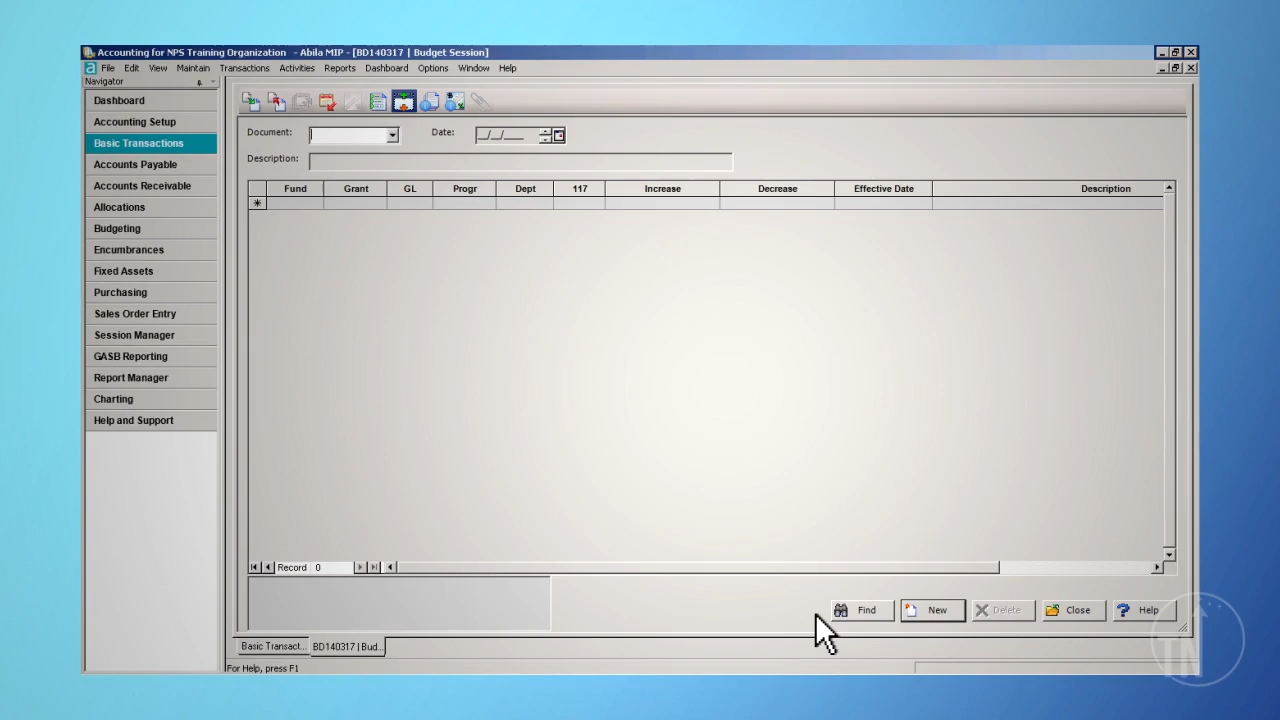 Accounting for NPS Training Organization - Abila MIP - [BD140317 | Budget Session]
a File Edit View Maintain Transactions Activities Reports Dashboard Options Window Help
Navigator
Dashboard
Accounting Setup
Basic Transactions
Accounts Payable
Accounts Receivable
Allocations
Budgeting
Encumbrances
Fixed Assets
Purchasing
Sales Order Entry
Session Manager
GASB Reporting
Report Manager
Charting
Help and Support
Document: Date: __/__/____
Description:
Fund Grant GL Progr Dept 117 Increase Decrease Effective Date Description
Record 0
Find New Delete Close Help
Basic Transact... BD140317 | Bud...
For Help, press F1
TN